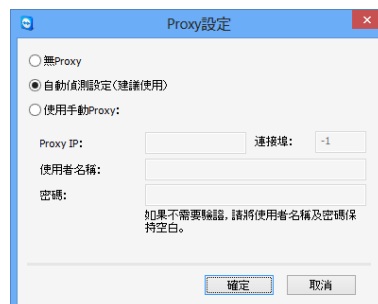 Proxy設定
無Proxy
自動偵測設定(建議使用)
使用手動Proxy:
Proxy IP: 連接埠: -1
使用者名稱:
密碼:
如果不需要驗證, 請將使用者名稱及密碼保
持空白。
確定 取消